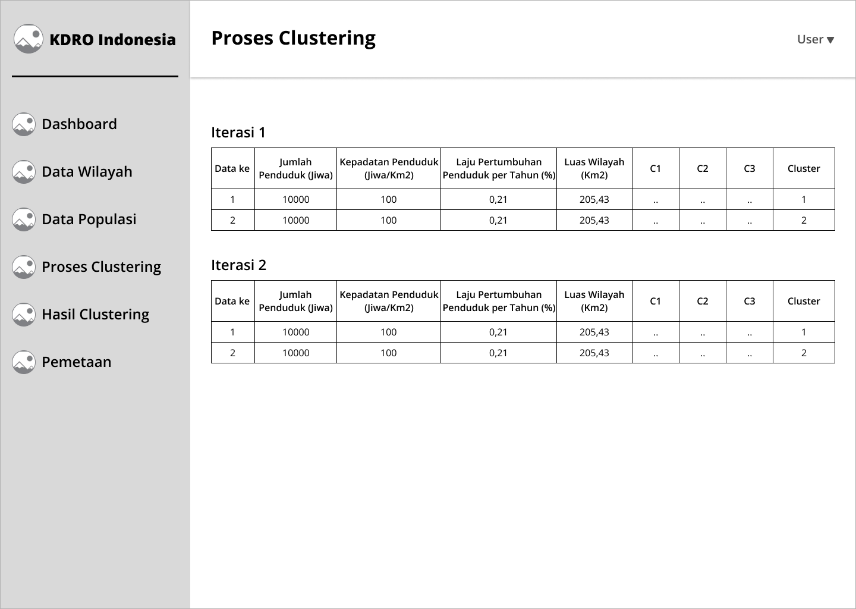 KDRO Indonesia
Proses Clustering
User ▼
Dashboard
Data Wilayah
Data Populasi
Proses Clustering
Hasil Clustering
Pemetaan
Iterasi 1
Data ke Jumlah Penduduk (Jiwa) Kepadatan Penduduk (Jiwa/Km2) Laju Pertumbuhan Penduduk per Tahun (%) Luas Wilayah (Km2) C1 C2 C3 Cluster
1 10000 100 0,21 205,43 .. .. .. 1
2 10000 100 0,21 205,43 .. .. .. 2
Iterasi 2
Data ke Jumlah Penduduk (Jiwa) Kepadatan Penduduk (Jiwa/Km2) Laju Pertumbuhan Penduduk per Tahun (%) Luas Wilayah (Km2) C1 C2 C3 Cluster
1 10000 100 0,21 205,43 .. .. .. 1
2 10000 100 0,21 205,43 .. .. .. 2